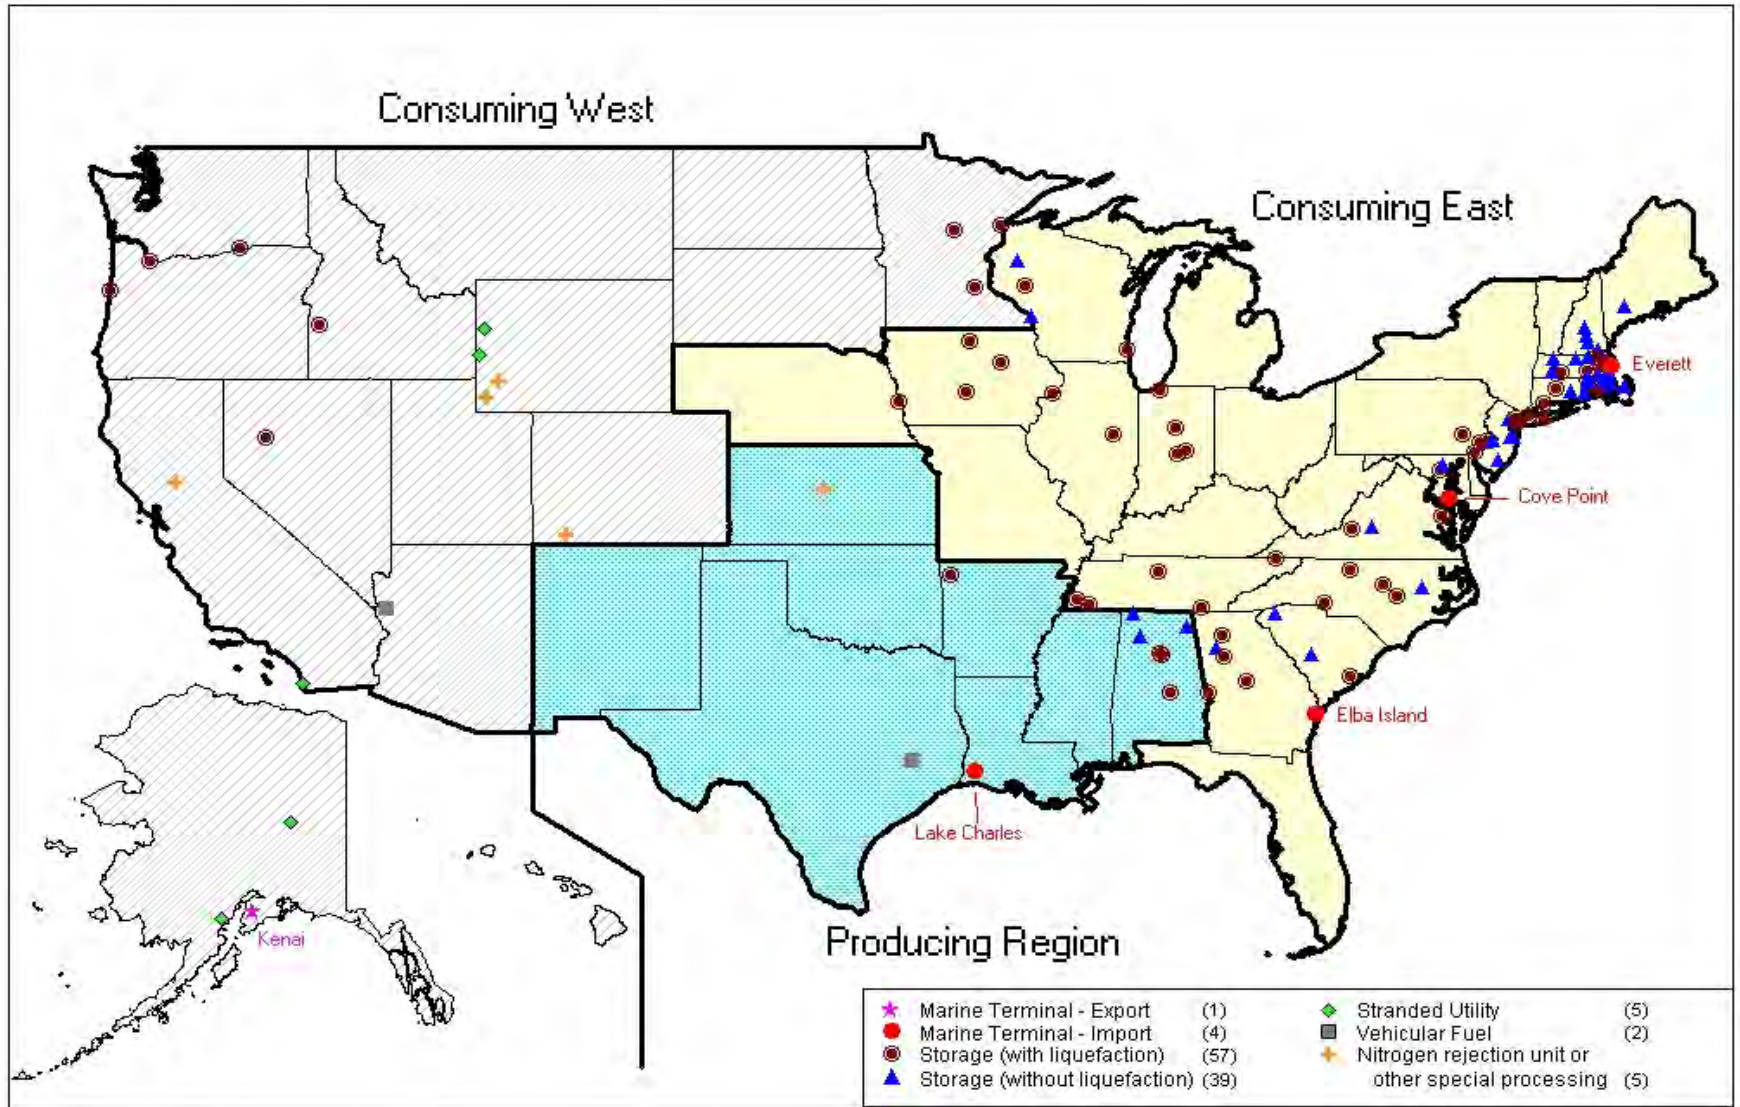 Consuming West
Consuming East
Everett
Cove Point
Elba Island
Lake Charles
Kenai
Producing Region
Marine Terminal - Export (1)
Marine Terminal - Import (4)
Storage (with liquefaction) (57)
Storage (without liquefaction) (39)
Stranded Utility (5)
Vehicular Fuel (2)
Nitrogen rejection unit or
other special processing (5)